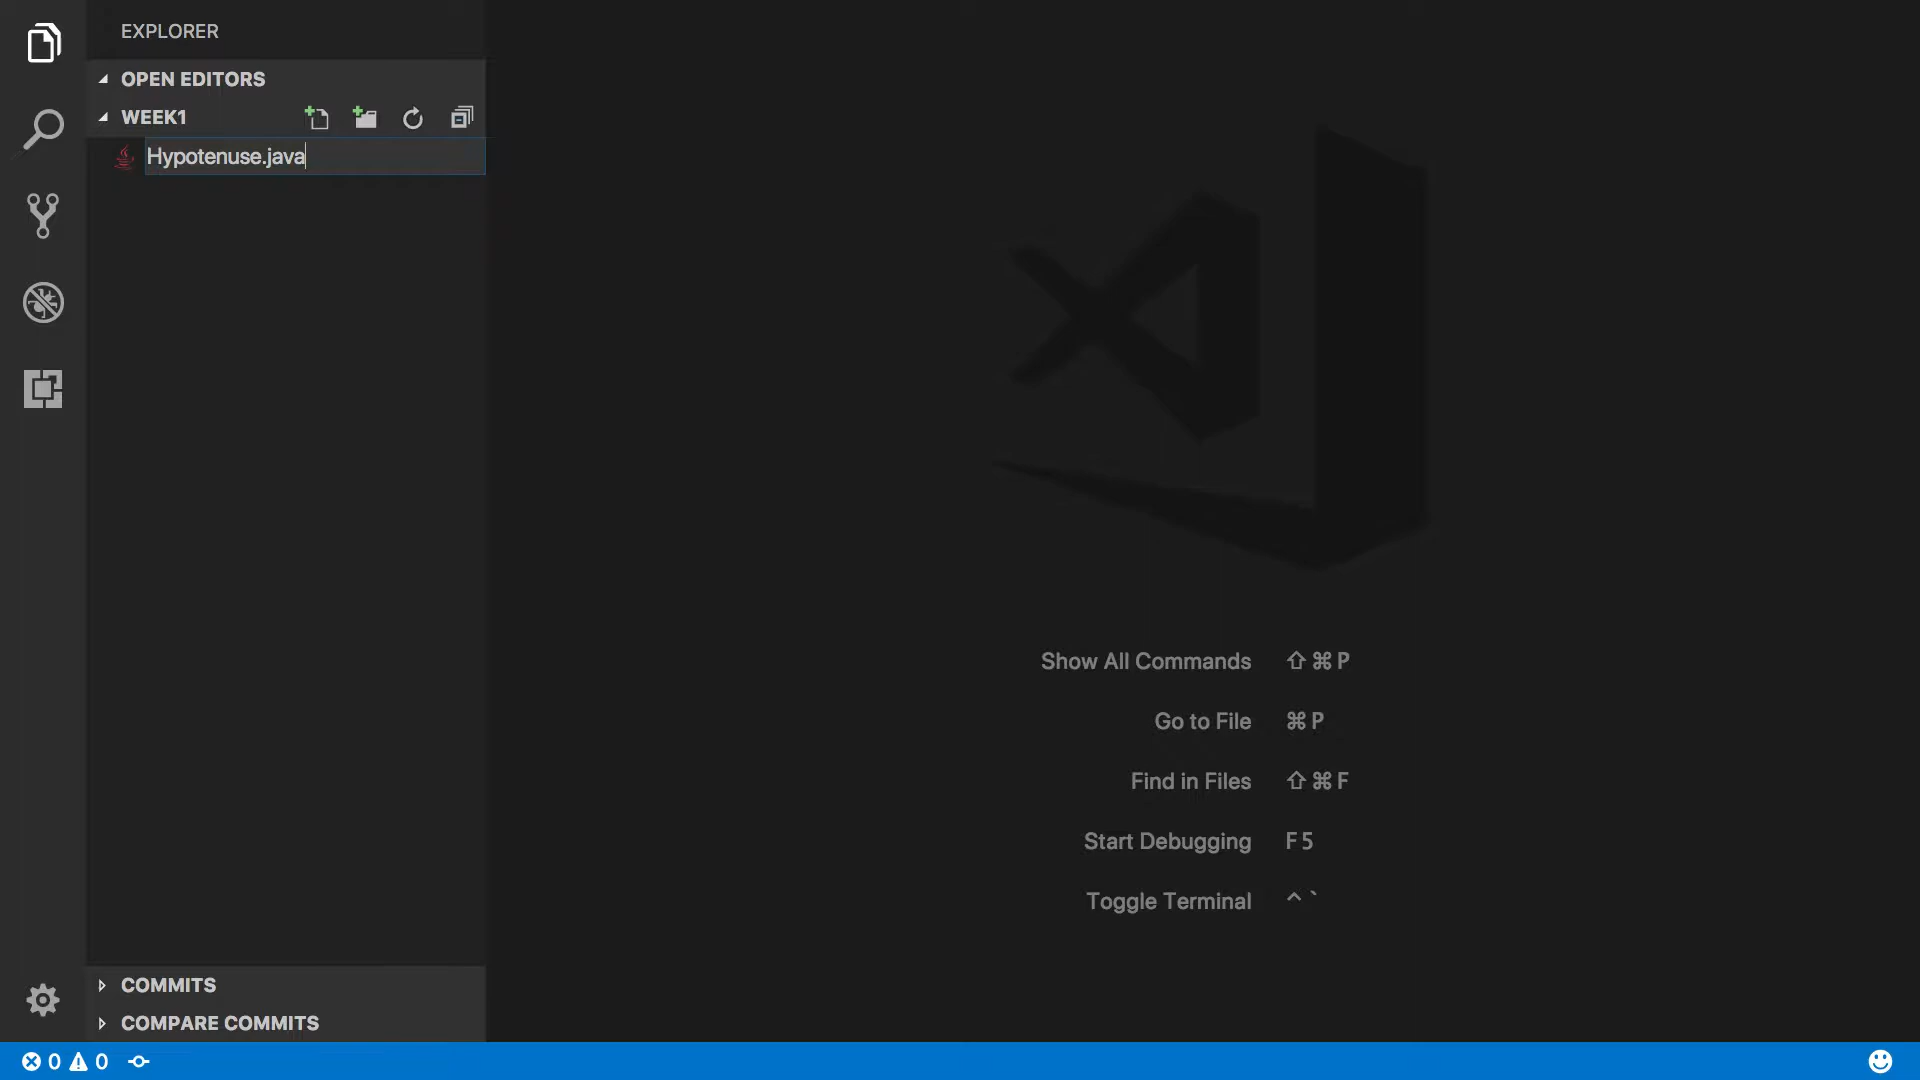 EXPLORER
OPEN EDITORS
WEEK1
Hypotenuse.java
Show All Commands ⇧⌘P
Go to File ⌘P
Find in Files ⇧⌘F
Start Debugging F5
Toggle Terminal ^`
COMMITS
COMPARE COMMITS
0 0